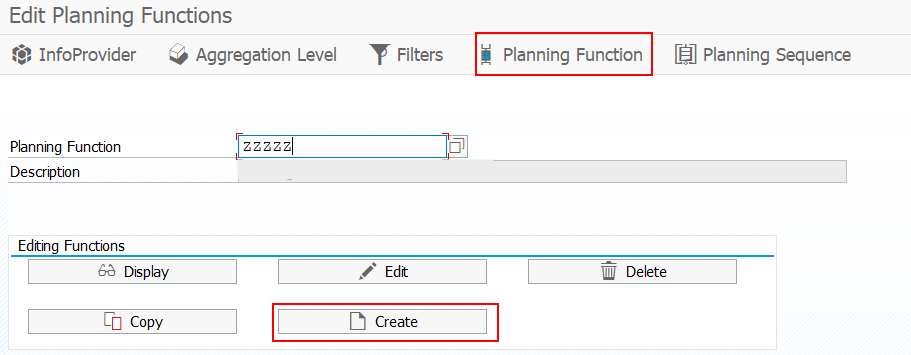 Edit Planning Functions
InfoProvider Aggregation Level Filters Planning Function Planning Sequence
Planning Function zzzzz
Description
Editing Functions
Display Edit Delete
Copy Create